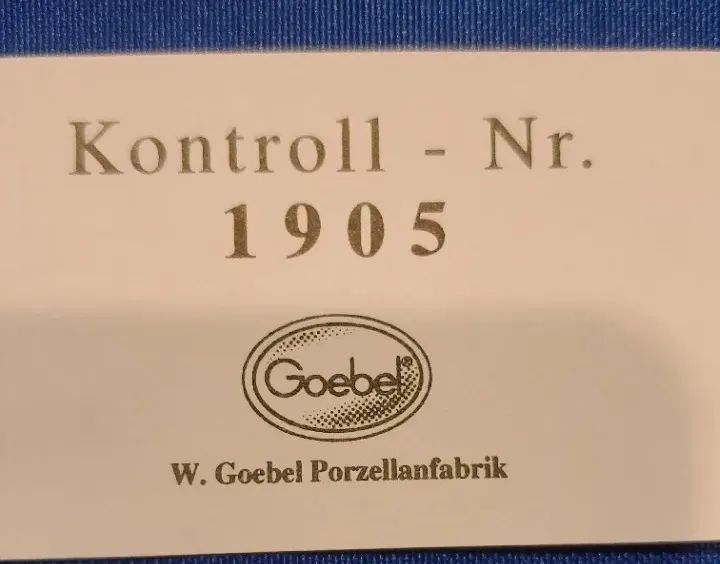 Kontroll - Nr.
1905
Goebel®
W. Goebel Porzellanfabrik